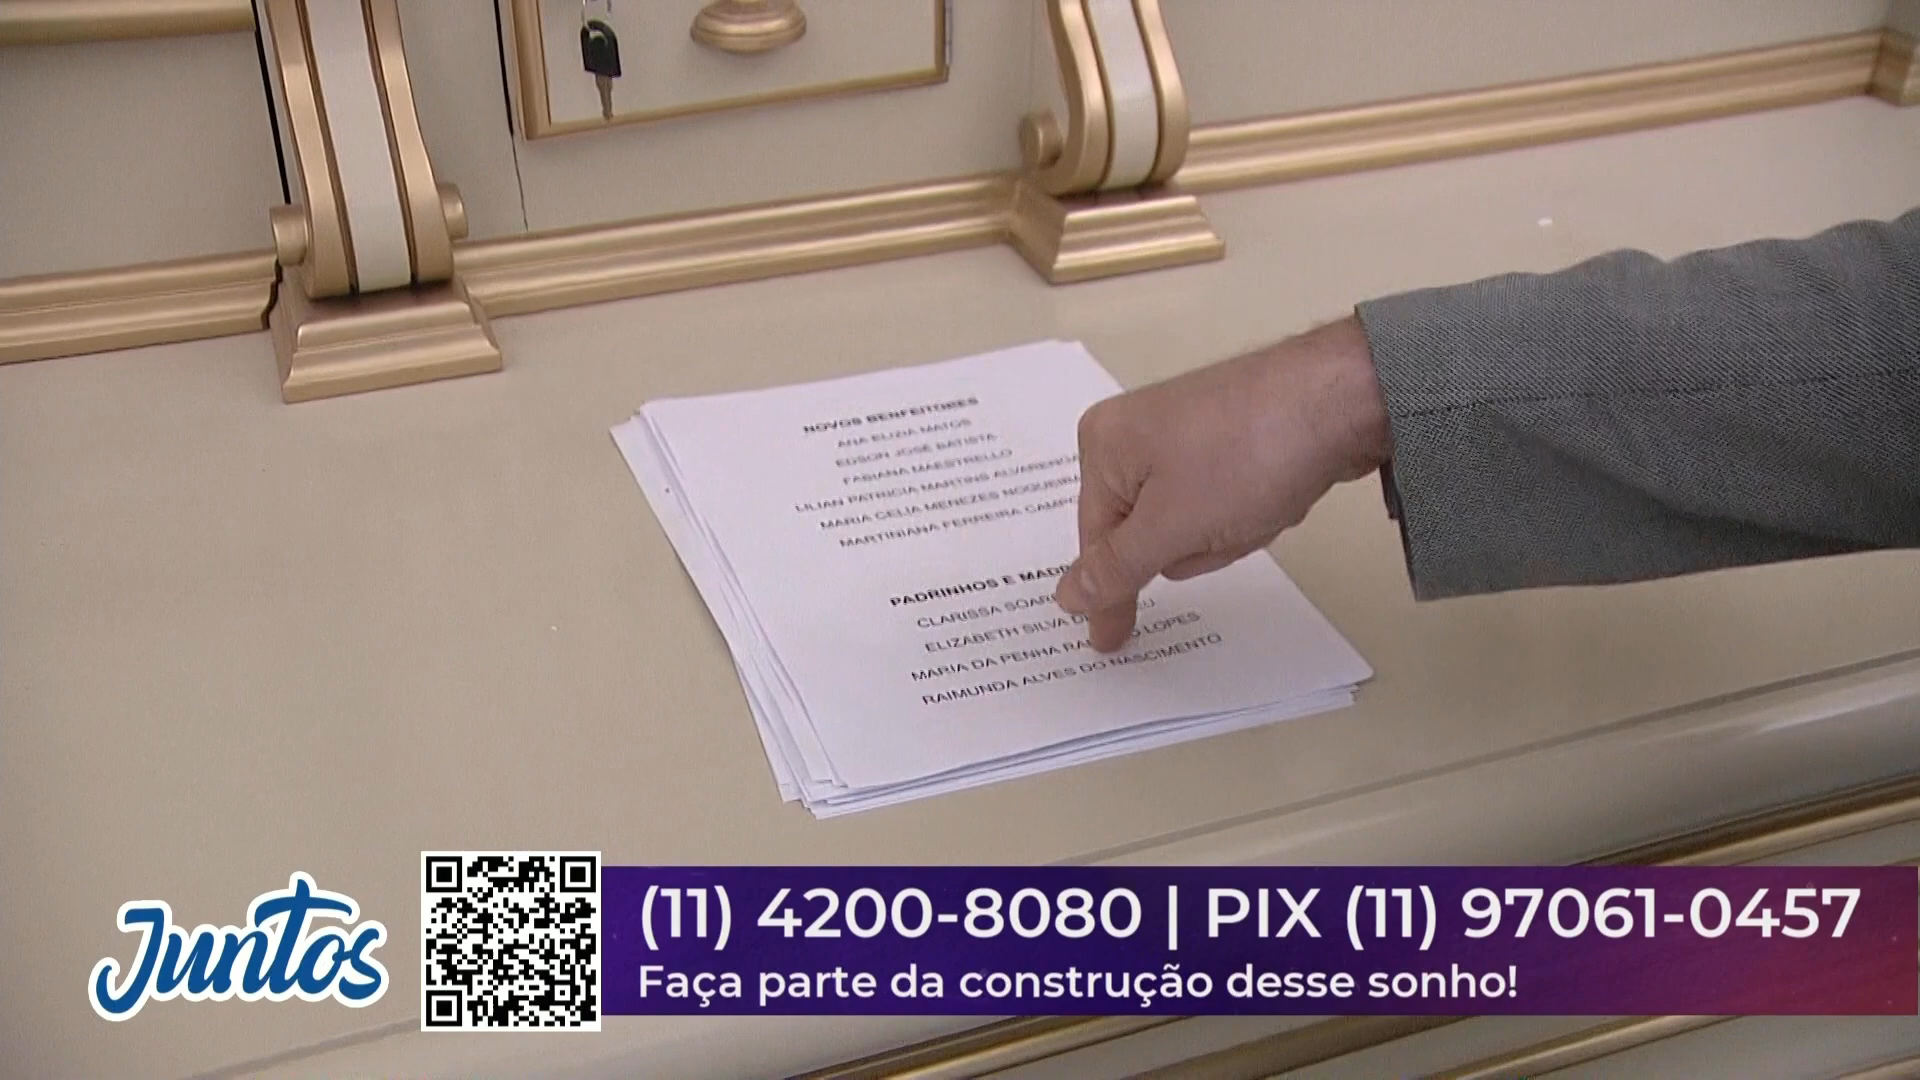 NOVOS BENFEITORES
ANA ELIZIA MATOS
EDSON JOSÉ BATISTA
FABIANA MAESTRELLO
LILIAN PATRICIA MARTINS ALVARENGA
MARIA CELIA MENEZES NOGUEIRA
MARTINIANA FERREIRA
PADRINHOS E
CLARISSA
ELIZABETH SILVA
MARIA DA PENHA LOPES
RAIMUNDA ALVES DO NASCIMENTO
Juntos
(11) 4200-8080 | PIX (11) 97061-0457
Faça parte da construção desse sonho!